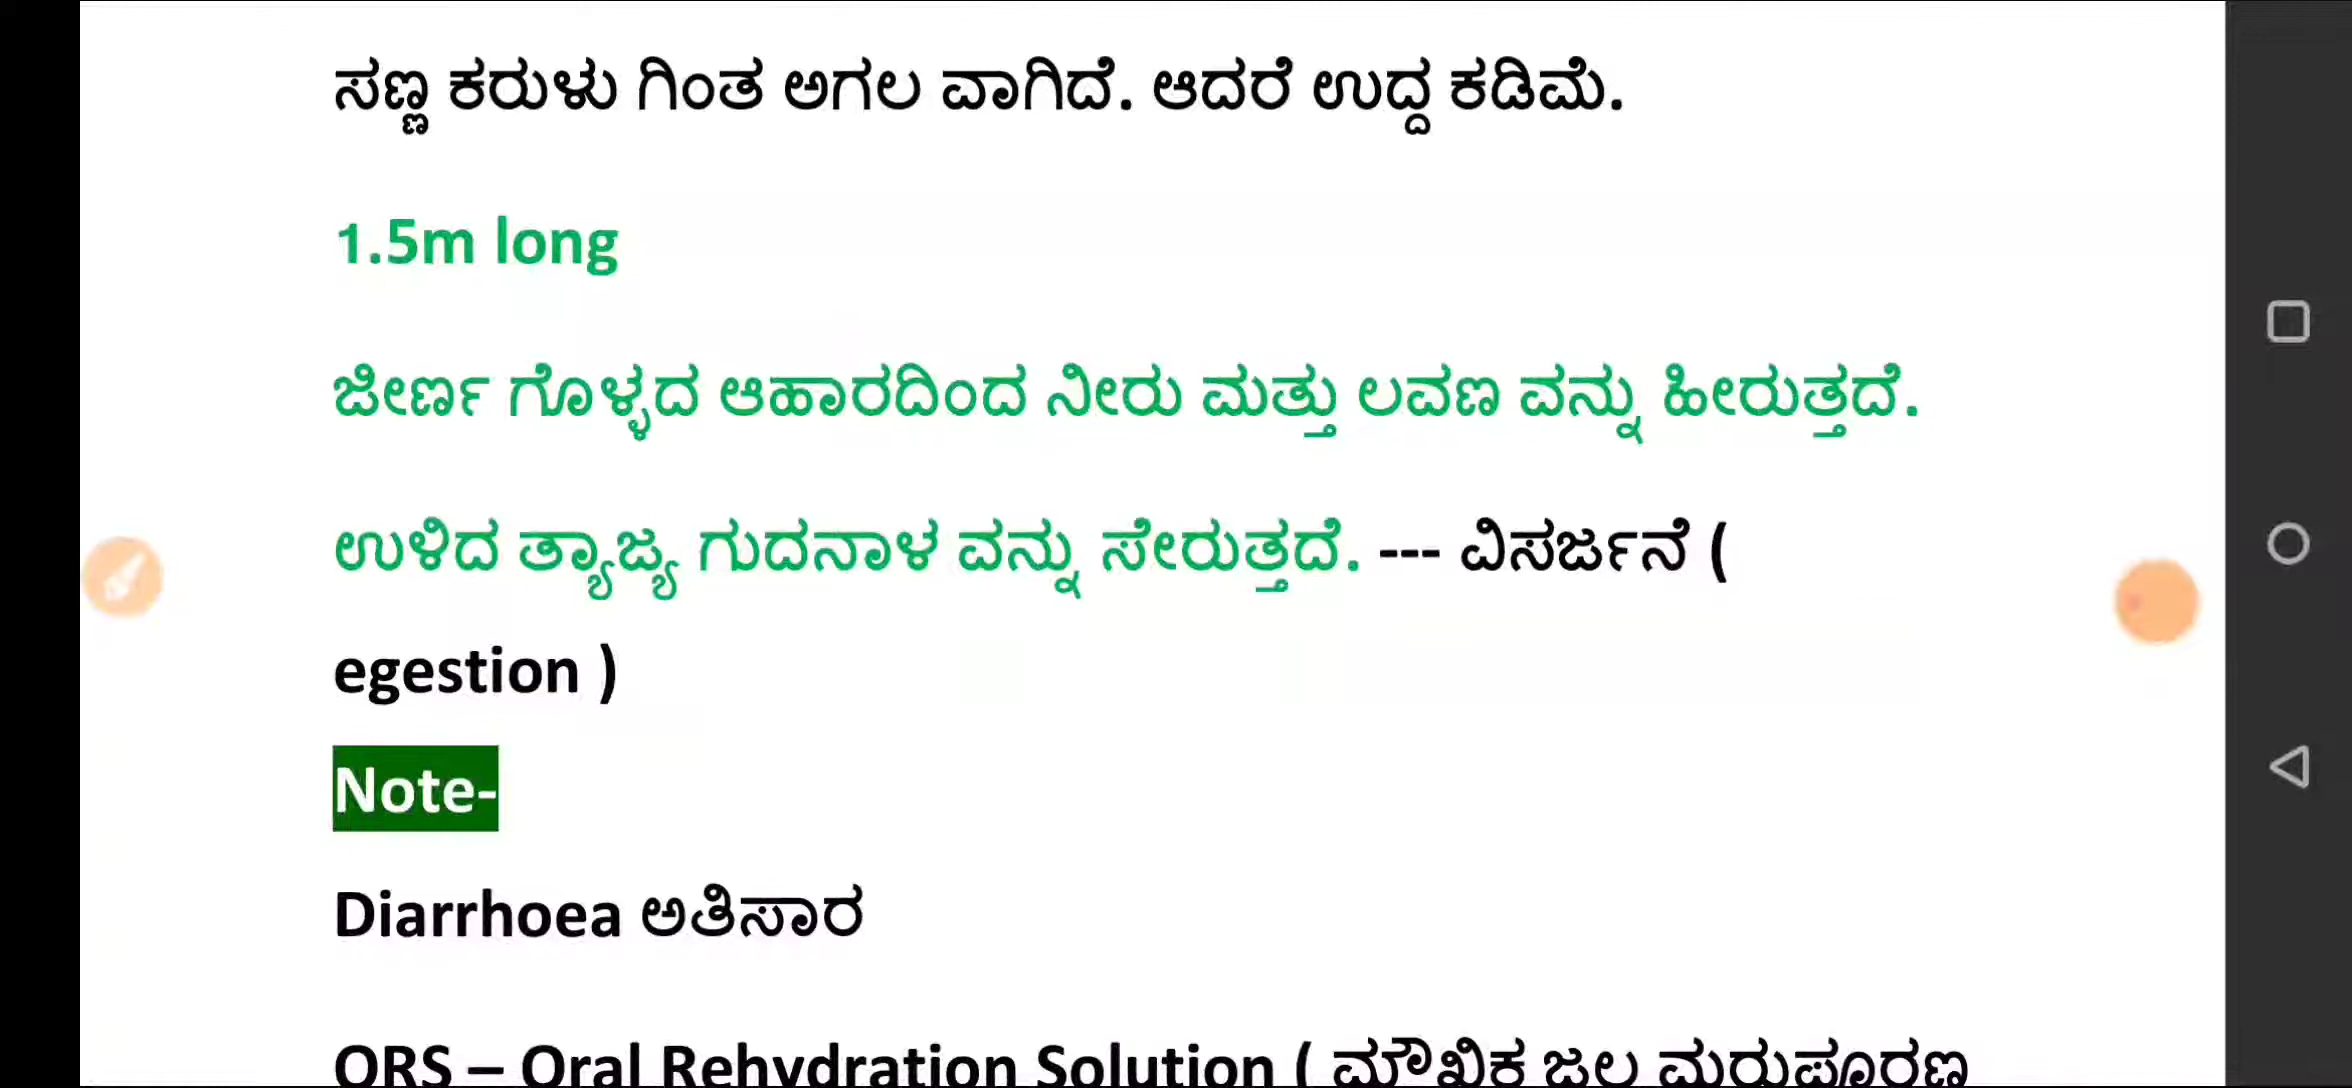 ಸಣ್ಣ ಕರುಳು ಗಿಂತ ಅಗಲ ವಾಗಿದೆ. ಆದರೆ ಉದ್ದ ಕಡಿಮೆ.
1.5m long
ಜೀರ್ಣ ಗೊಳ್ಳದ ಆಹಾರದಿಂದ ನೀರು ಮತ್ತು ಲವಣ ವನ್ನು ಹೀರುತ್ತದೆ.
ಉಳಿದ ತ್ಯಾಜ್ಯ ಗುದನಾಳ ವನ್ನು ಸೇರುತ್ತದೆ. --- ವಿಸರ್ಜನೆ (
egestion )
Note-
Diarrhoea ಅತಿಸಾರ
ORS – Oral Rehydration Solution ( ಮೌಖಿಕ ಜಲ ಮರುಪೂರಣ